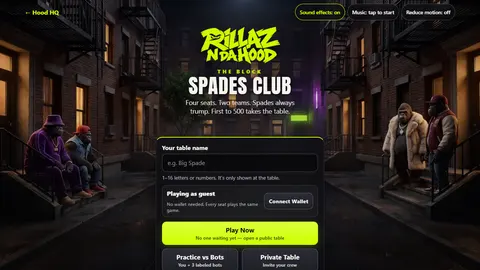 ← Hood HQ
Sound effects: on
Music: tap to start
Reduce motion: off
RILLAZ
N DA HOOD
THE BLOCK
SPADES CLUB
Four seats. Two teams. Spades always
trump. First to 500 takes the table.
Your table name
e.g. Big Spade
1–16 letters or numbers. It's only shown at the table.
Playing as guest
No wallet needed. Every seat plays the same
game.
Connect Wallet
Play Now
No one waiting yet — open a public table
Practice vs Bots
You + 3 labeled bots
Private Table
Invite your crew